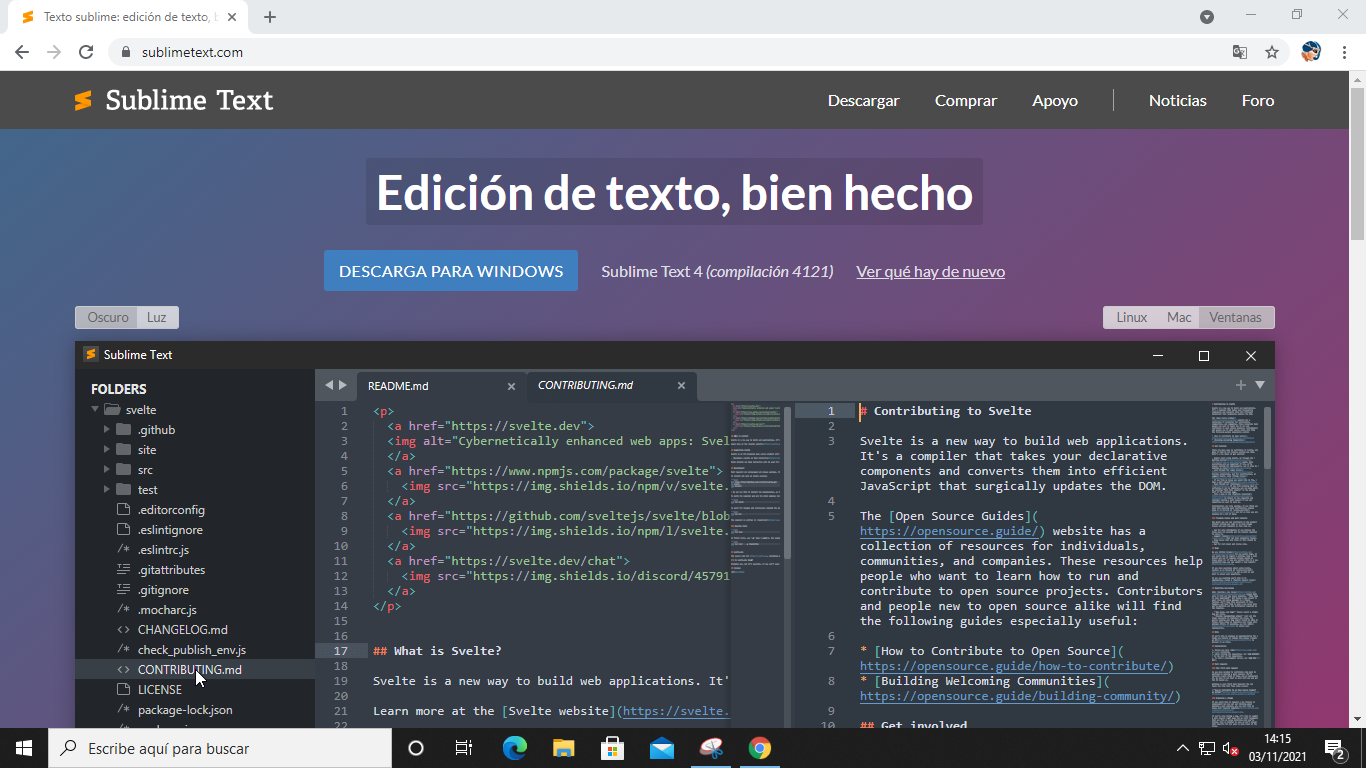 Texto sublime: edición de texto, b
sublimetext.com
Sublime Text
Descargar Comprar Apoyo Noticias Foro
Edición de texto, bien hecho
DESCARGA PARA WINDOWS Sublime Text 4 (compilación 4121) Ver qué hay de nuevo
Oscuro Luz
Linux Mac Ventanas
Sublime Text
FOLDERS
svelte
.github
site
src
test
.editorconfig
.eslintignore
/* .eslintrc.js
.gitattributes
.gitignore
/* .mocharc.js
<> CHANGELOG.md
/* check_publish_env.js
<> CONTRIBUTING.md
LICENSE
/* package-lock.json
README.md
CONTRIBUTING.md
1 <p>
2 <a href="https://svelte.dev">
3 <img alt="Cybernetically enhanced web apps: Svel
4 </a>
5 <a href="https://www.npmjs.com/package/svelte">
6 <img src="https://img.shields.io/npm/v/svelte.
7 </a>
8 <a href="https://github.com/sveltejs/svelte/blob
9 <img src="https://img.shields.io/npm/l/svelte.
10 </a>
11 <a href="https://svelte.dev/chat">
12 <img src="https://img.shields.io/discord/45791
13 </a>
14 </p>
15
16
17 ## What is Svelte?
18
19 Svelte is a new way to build web applications. It'
20
21 Learn more at the [Svelte website](https://svelte.
22
1 # Contributing to Svelte
2
3 Svelte is a new way to build web applications.
It's a compiler that takes your declarative
components and converts them into efficient
JavaScript that surgically updates the DOM.
4
5 The [Open Source Guides](
https://opensource.guide/) website has a
collection of resources for individuals,
communities, and companies. These resources help
people who want to learn how to run and
contribute to open source projects. Contributors
and people new to open source alike will find
the following guides especially useful:
6
7 * [How to Contribute to Open Source](
https://opensource.guide/how-to-contribute/)
8 * [Building Welcoming Communities](
https://opensource.guide/building-community/)
9
10 ## Get involved
Escribe aquí para buscar
14:15
03/11/2021
2